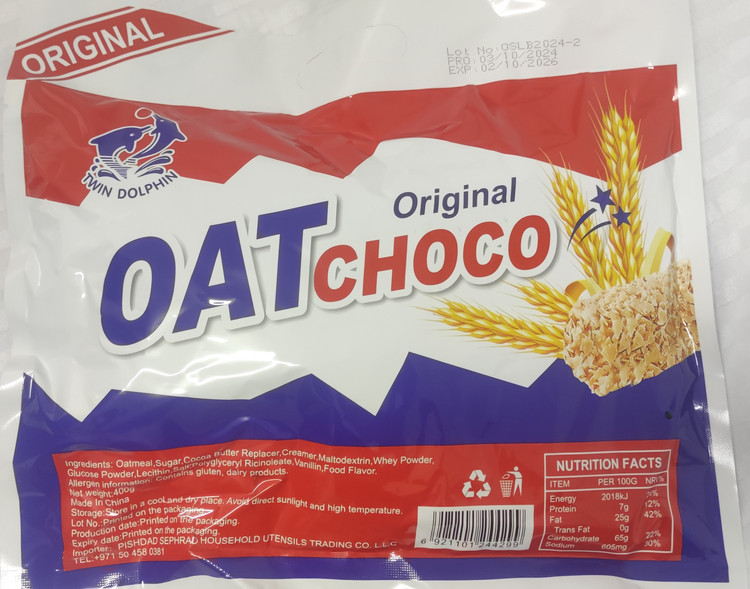 ORIGINAL
Lot No:OSLB2024-2
PRO:03/10/2024
EXP:02/10/2026
TWIN DOLPHIN
Original
OAT CHOCO
Ingredients: Oatmeal,Sugar,Cocoa Butter Replacer,Creamer,Maltodextrin,Whey Powder,
Glucose Powder,Lecithin,Salt,Polyglyceryl Ricinoleate,Vanillin,Food Flavor.
Allergen information: Contains gluten, dairy products.
Net weight:400g
Made In China
Storage:Store in a cool and dry place. Avoid direct sunlight and high temperature.
Lot No.:Printed on the packaging.
Production date:Printed on the packaging.
Expiry date:Printed on the packaging.
Importer: PISHDAD SEPHRAD HOUSEHOLD UTENSILS TRADING CO. L.L.C
TEL:+971 50 458 0381
6 921101 244299
NUTRITION FACTS
ITEM PER 100G NRV%
Energy 2018kJ
Protein 7g 12%
Fat 25g 42%
Trans Fat 0g
Carbohydrate 65g 22%
Sodium 605mg 30%